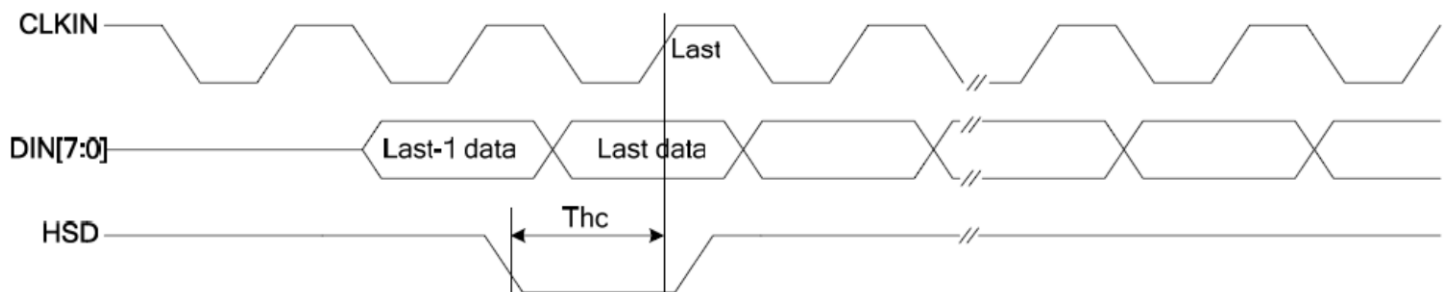 CLKIN
Last
DIN[7:0]
Last-1 data
Last data
HSD
Thc